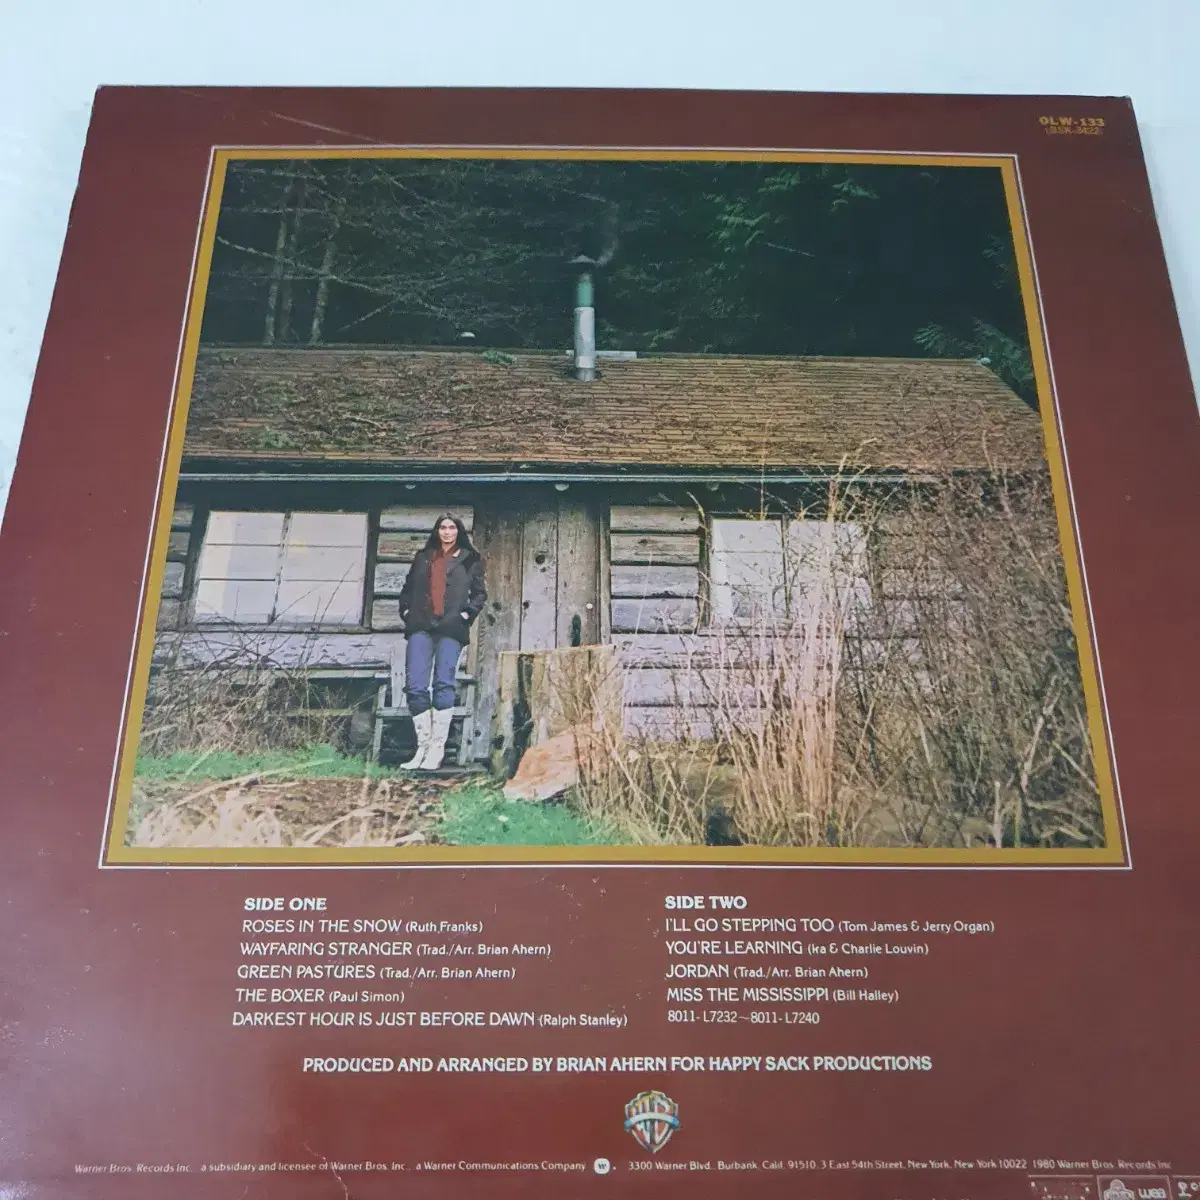 OLW-133
(BSK-3422)
SIDE ONE
ROSES IN THE SNOW (Ruth Franks)
WAYFARING STRANGER (Trad./Arr. Brian Ahern)
GREEN PASTURES (Trad./Arr. Brian Ahern)
THE BOXER (Paul Simon)
DARKEST HOUR IS JUST BEFORE DAWN (Ralph Stanley)
SIDE TWO
I'LL GO STEPPING TOO (Tom James & Jerry Organ)
YOU'RE LEARNING (Ira & Charlie Louvin)
JORDAN (Trad./Arr. Brian Ahern)
MISS THE MISSISSIPPI (Bill Halley)
8011-L7232~8011-L7240
PRODUCED AND ARRANGED BY BRIAN AHERN FOR HAPPY SACK PRODUCTIONS
WB
Warner Bros. Records Inc., a subsidiary and licensee of Warner Bros. Inc., a Warner Communications Company W. 3300 Warner Blvd., Burbank, Calif. 91510. 3 East 54th Street, New York, New York 10022 1980 Warner Bros. Records Inc
wea